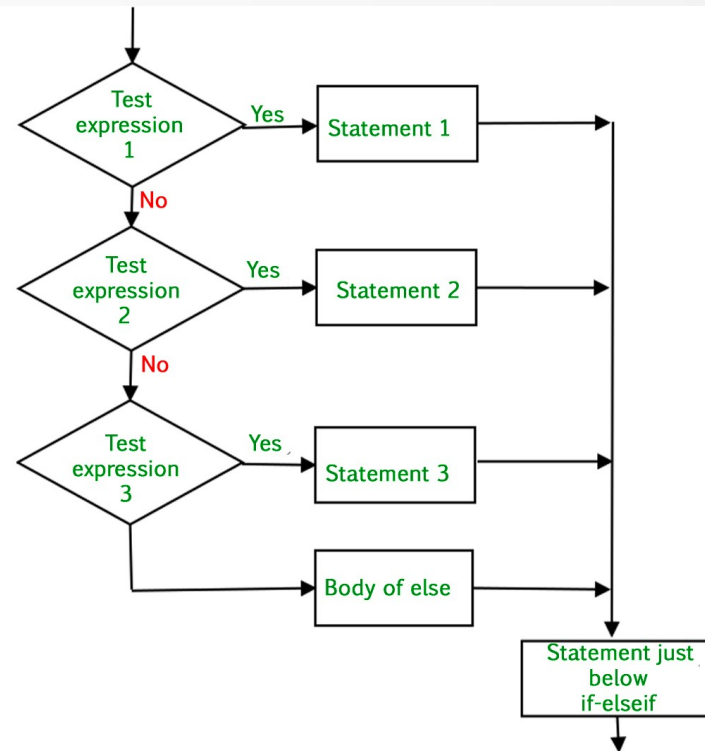 Test
expression
1
Yes
Statement 1
No
Test
expression
2
Yes
Statement 2
No
Test
expression
3
Yes
Statement 3
Body of else
Statement just
below
if-elseif